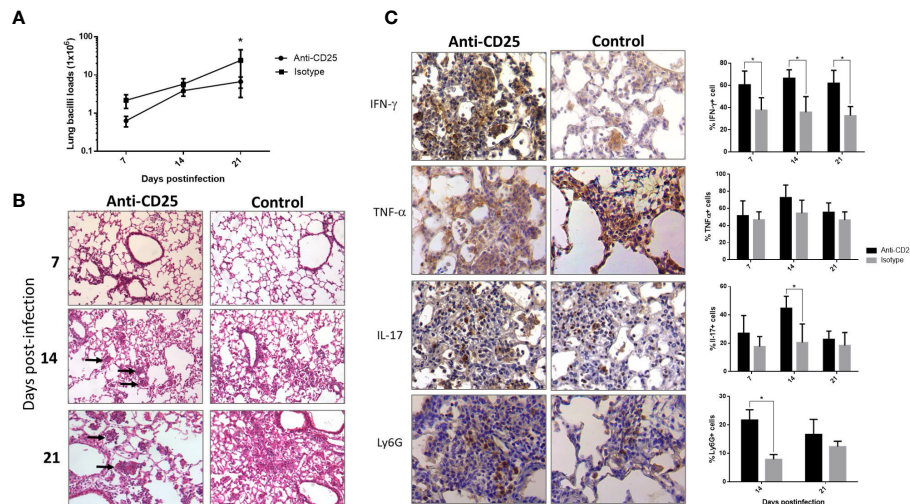 A
Lung bacilli loads (1x10⁶)
100
10
1
0.1
7
14
21
*
Days postinfection
Anti-CD25
Isotype
B
Anti-CD25
Control
Days post-infection
7
14
21
C
Anti-CD25
Control
IFN-γ
TNF-α
IL-17
Ly6G
% IFN-γ+ cell
80
60
40
20
0
*
*
*
7
14
21
% TNFα+ cells
100
80
60
40
20
0
7
14
21
Anti-CD2
Isotype
%Il-17+ cells
60
40
20
0
*
7
14
21
%Ly6G+ cells
30
20
10
0
*
14
21
Days postinfection